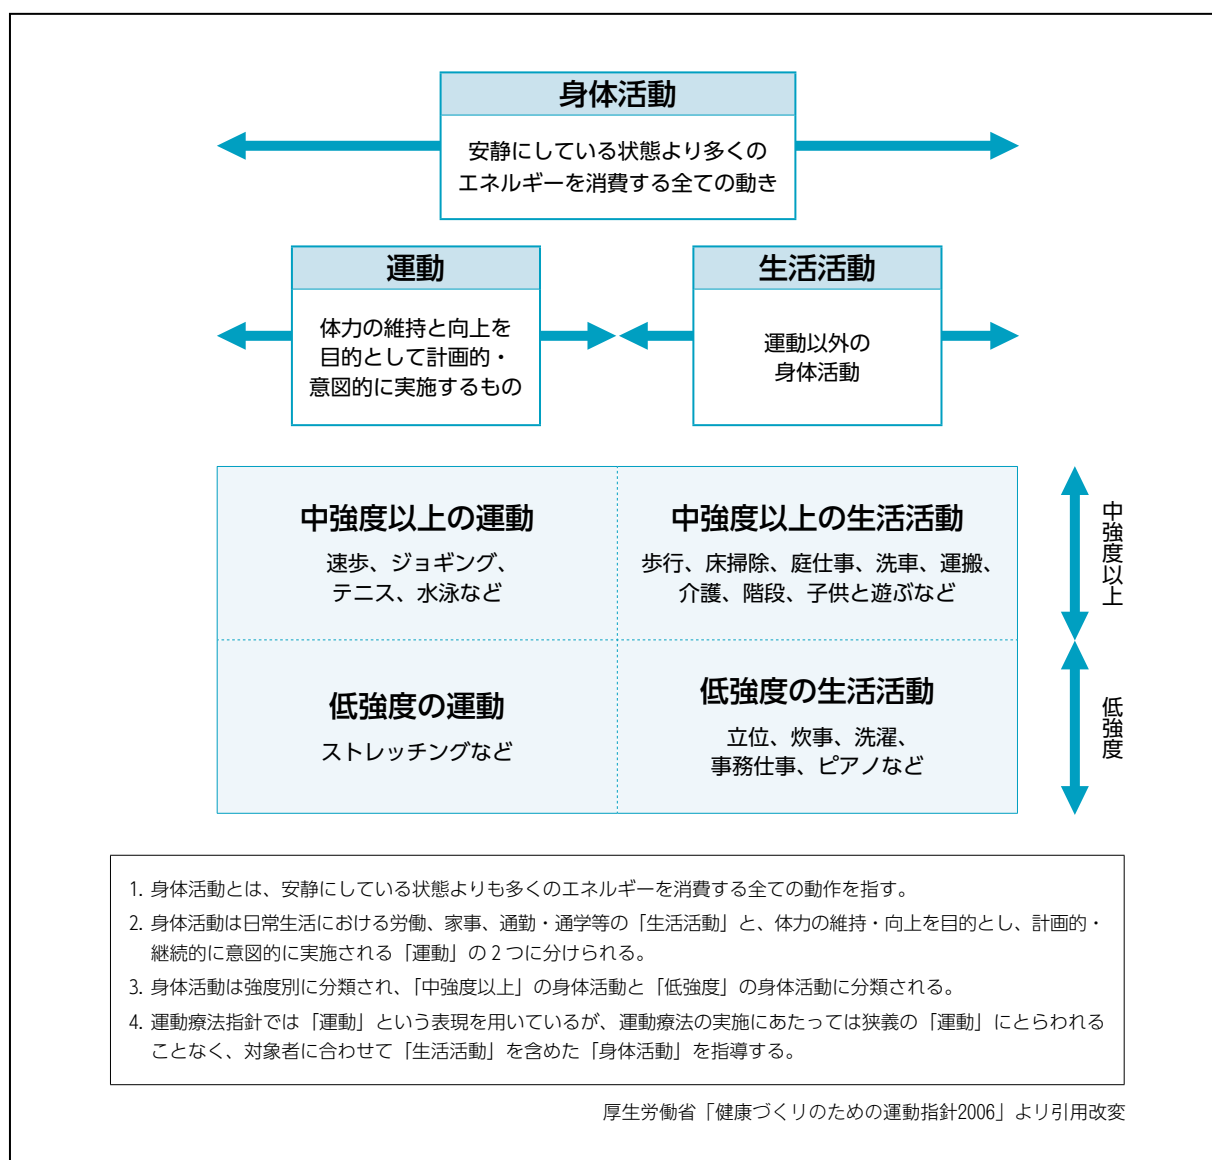 身体活動
安静にしている状態より多くの
エネルギーを消費する全ての動き
運動
体力の維持と向上を
目的として計画的・
意図的に実施するもの
生活活動
運動以外の
身体活動
中強度以上の運動
速歩、ジョギング、
テニス、水泳など
中強度以上の生活活動
歩行、床掃除、庭仕事、洗車、運搬、
介護、階段、子供と遊ぶなど
中強度以上
低強度の運動
ストレッチングなど
低強度の生活活動
立位、炊事、洗濯、
事務仕事、ピアノなど
低強度
1. 身体活動とは、安静にしている状態よりも多くのエネルギーを消費する全ての動作を指す。
2. 身体活動は日常生活における労働、家事、通勤・通学等の「生活活動」と、体力の維持・向上を目的とし、計画的・
継続的に意図的に実施される「運動」の2つに分けられる。
3. 身体活動は強度別に分類され、「中強度以上」の身体活動と「低強度」の身体活動に分類される。
4. 運動療法指針では「運動」という表現を用いているが、運動療法の実施にあたっては狭義の「運動」にとらわれる
ことなく、対象者に合わせて「生活活動」を含めた「身体活動」を指導する。
厚生労働省「健康づくりのための運動指針2006」より引用改変